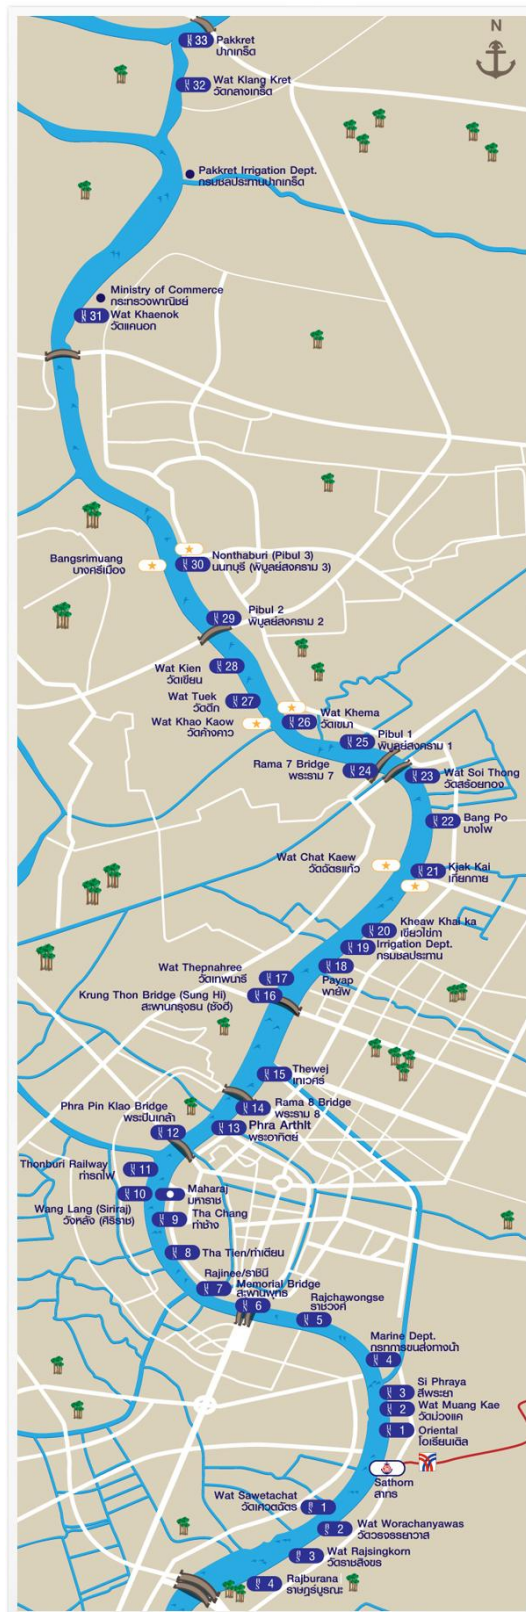 N
33 Pakkret
ปากเกร็ด
32 Wat Klang Kret
วัดกลางเกร็ด
Pakkret Irrigation Dept.
กรมชลประทานปากเกร็ด
Ministry of Commerce
กระทรวงพาณิชย์
31 Wat Khaenok
วัดแคนอก
Bangsrimuang
บางศรีเมือง
30 Nonthaburi (Pibul 3)
นนทบุรี (พิบูลย์สงคราม 3)
29 Pibul 2
พิบูลย์สงคราม 2
Wat Kien 28
วัดเขียน
Wat Tuek 27
วัดตึก
Wat Khao Kaow
วัดค้างคาว
26 Wat Khema
วัดเขมา
25 Pibul 1
พิบูลย์สงคราม 1
Rama 7 Bridge 24
พระราม 7
23 Wat Soi Thong
วัดสร้อยทอง
22 Bang Po
บางโพ
Wat Chat Kaew
วัดฉัตรแก้ว
21 Kjak Kai
เกียกกาย
20 Kheaw Khai ka
เขียวไข่กา
19 Irrigation Dept.
กรมชลประทาน
18 Payap
พายัพ
Wat Thepnahree 17
วัดเทพนารี
Krung Thon Bridge (Sung Hi) 16
สะพานกรุงธน (ซังฮี้)
15 Thewej
เทเวศร์
14 Rama 8 Bridge
พระราม 8
13 Phra ArthIt
พระอาทิตย์
Phra Pin Klao Bridge
พระปิ่นเกล้า 12
Thonburi Railway 11
ท่ารถไฟ
Wang Lang (Siriraj) 10
วังหลัง (ศิริราช)
Maharaj
มหาราช
9 Tha Chang
ท่าช้าง
8 Tha Tien/ท่าเตียน
7 Rajinee/ราชินี
6 Memorial Bridge
สะพานพุทธ
5 Rajchawongse
ราชวงศ์
Marine Dept.
กรทการขนส่งทางน้ำ
4
3 Si Phraya
สี่พระยา
2 Wat Muang Kae
วัดม่วงแค
1 Oriental
โอเรียนเต็ล
Sathorn
สาทร
Wat Sawetachat 1
วัดเศวตฉัตร
2 Wat Worachanyawas
วัดวรจรรยาวาส
3 Wat Rajsingkorn
วัดราชสิงขร
4 Rajburana
ราษฎร์บูรณะ